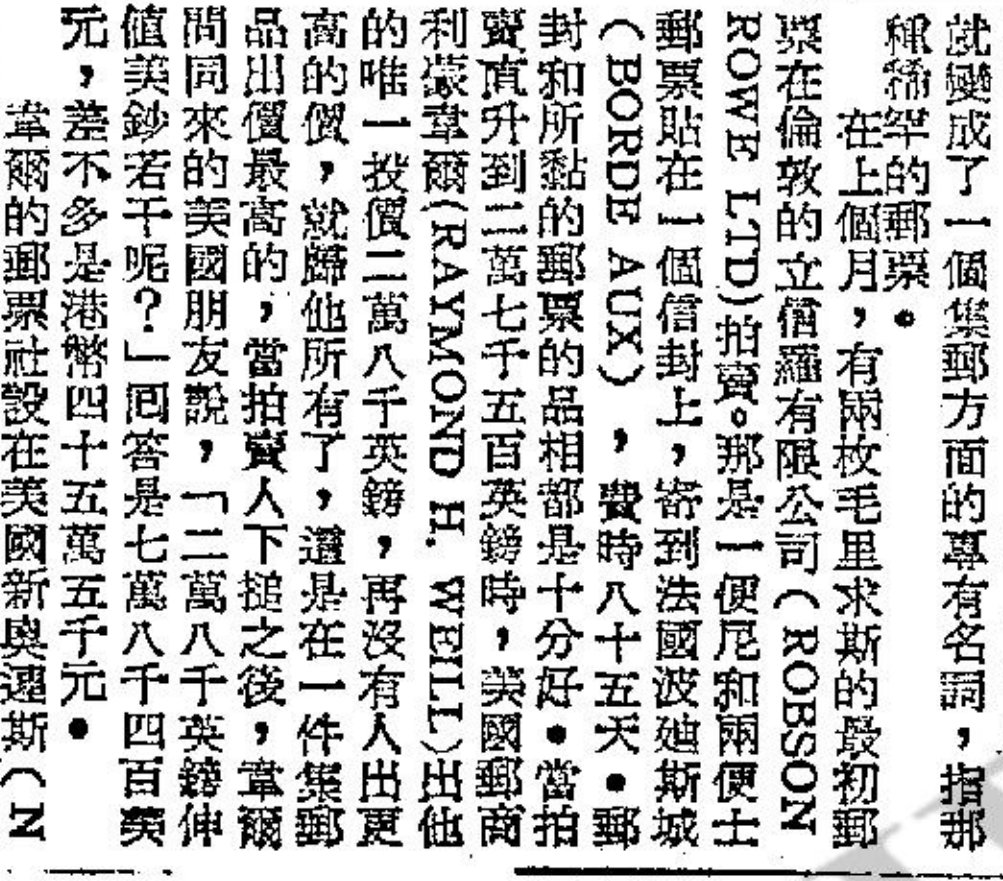 就變成了一個集郵方面的專有名詞，指那
種稀罕的郵票。
在上個月，有兩枚毛里求斯的最初郵
票在倫敦的立信羅有限公司（ROBSON
ROWE LTD)拍賣。那是一便尼和兩便士
郵票貼在一個信封上，寄到法國波廸斯城
（BORDE AUX），費時八十五天。郵
封和所黏的郵票的品相都是十分好。當拍
賣直升到二萬七千五百英鎊時，美國郵商
利蒙韋爾(RAYMOND H. WEILL)出他
的唯一投價二萬八千英鎊，再沒有人出更
高的價，就歸他所有了，還是在一件集郵
品出價最高的，當拍賣人下搥之後，韋爾
問同來的美國朋友說，「二萬八千英鎊伸
值美鈔若干呢？」囘答是七萬八千四百美
元，差不多是港幣四十五萬五千元。
韋爾的郵票社設在美國新奧連斯（N